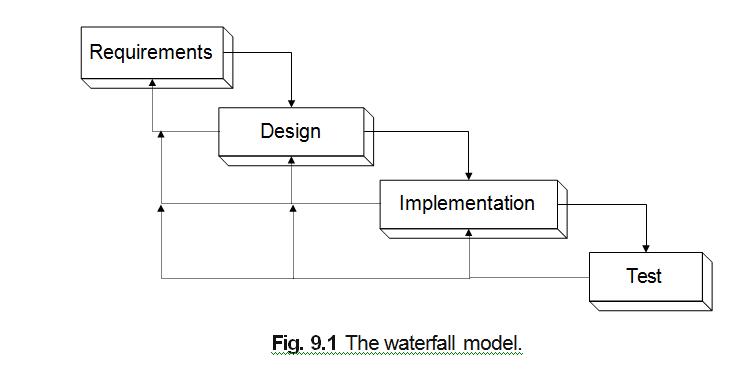 Requirements
Design
Implementation
Test
Fig. 9.1 The waterfall model.